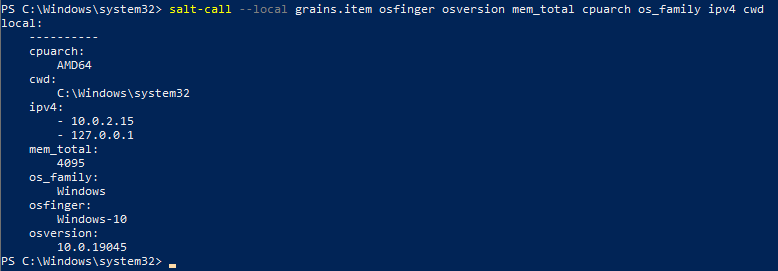 PS C:\Windows\system32> salt-call --local grains.item osfinger osversion mem_total cpuarch os_family ipv4 cwd
local:
    ----------
    cpuarch:
        AMD64
    cwd:
        C:\Windows\system32
    ipv4:
        - 10.0.2.15
        - 127.0.0.1
    mem_total:
        4095
    os_family:
        Windows
    osfinger:
        Windows-10
    osversion:
        10.0.19045
PS C:\Windows\system32>